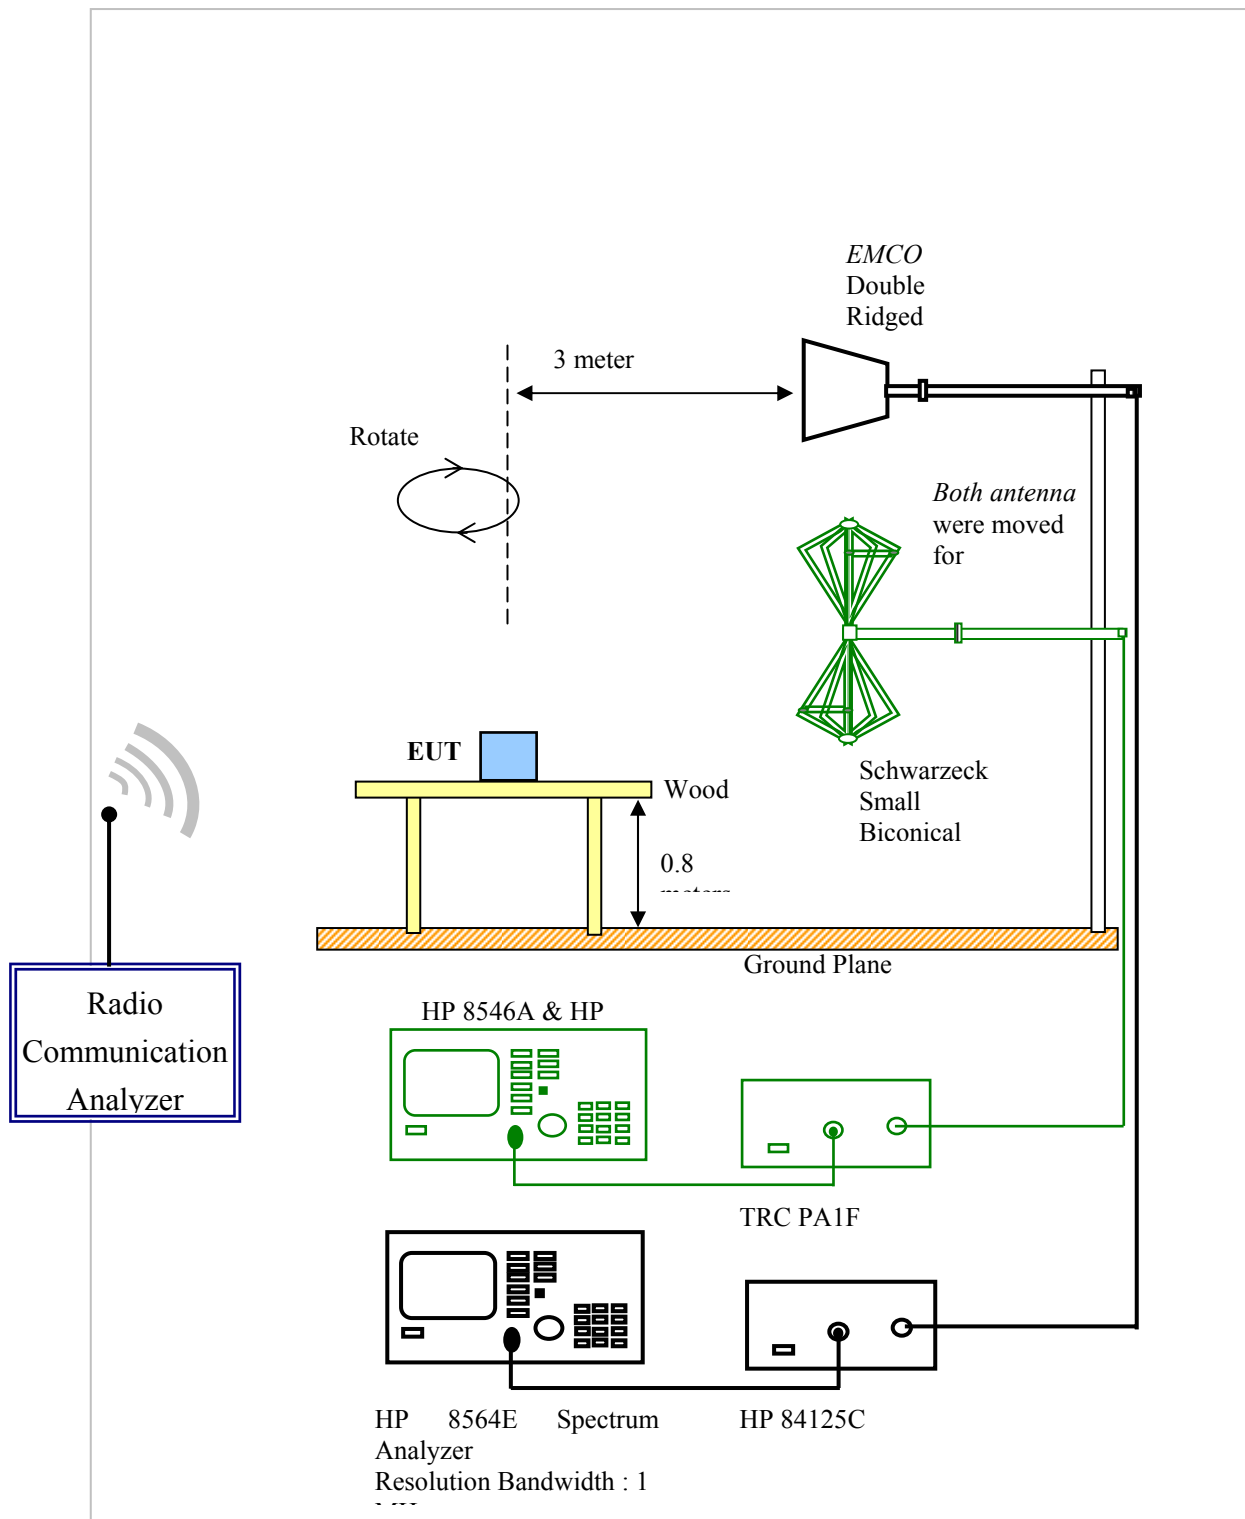 EMCO
Double
Ridged
3 meter
Rotate
Both antenna
were moved
for
EUT
Wood
Schwarzeck
Small
Biconical
0.8
Ground Plane
Radio
Communication
Analyzer
HP 8546A & HP
TRC PA1F
HP 8564E Spectrum
Analyzer
Resolution Bandwidth : 1
HP 84125C